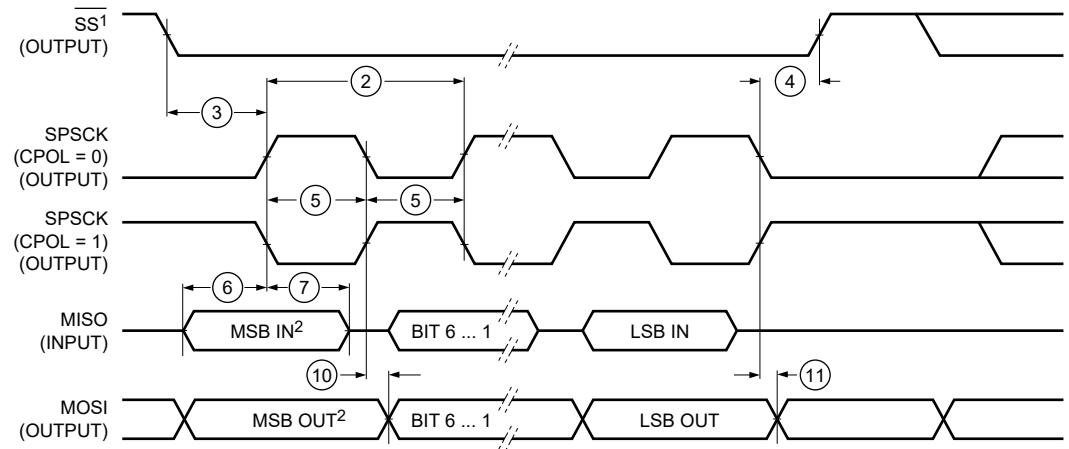 SS¹
(OUTPUT)
2
4
3
SPSCK
(CPOL = 0)
(OUTPUT)
5
5
SPSCK
(CPOL = 1)
(OUTPUT)
6
7
MISO
(INPUT)
MSB IN²
BIT 6 ... 1
LSB IN
10
11
MOSI
(OUTPUT)
MSB OUT²
BIT 6 ... 1
LSB OUT